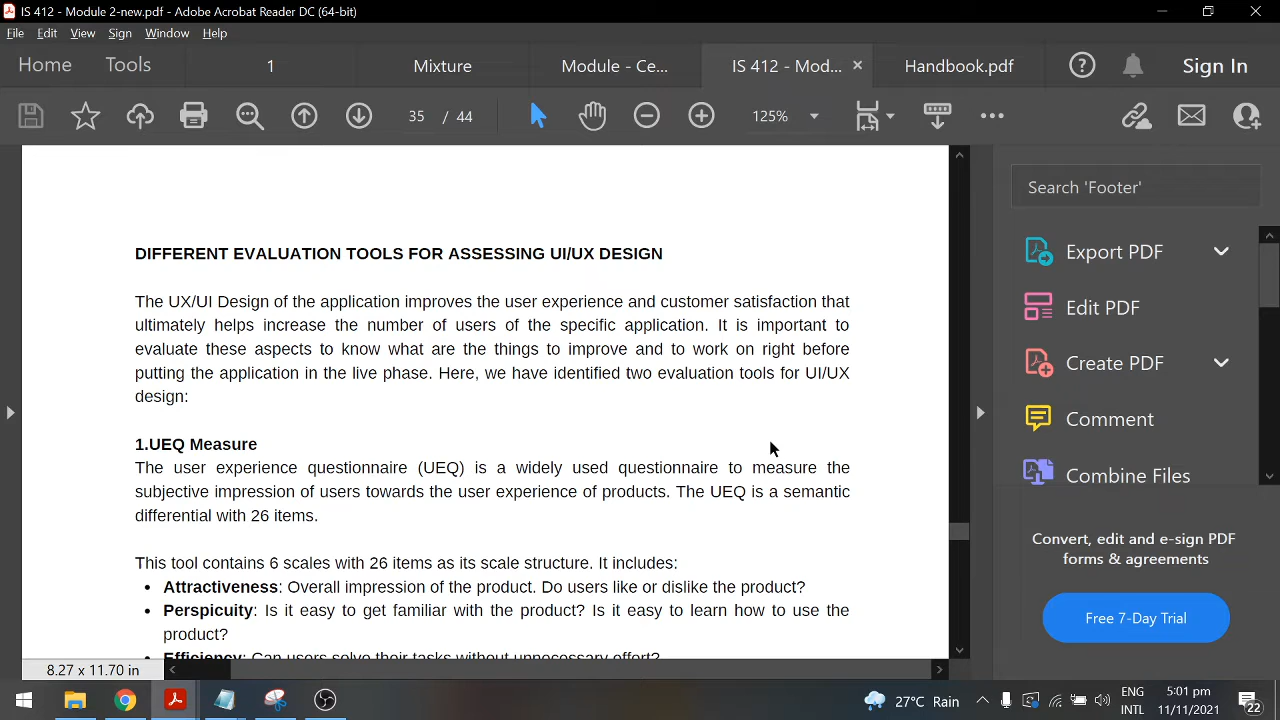 IS 412 - Module 2-new.pdf - Adobe Acrobat Reader DC (64-bit)
File Edit View Sign Window Help
Home Tools 1 Mixture Module - Ce... IS 412 - Mod... Handbook.pdf Sign In
35 / 44 125%
Search 'Footer'
Export PDF
Edit PDF
Create PDF
Comment
Combine Files
Convert, edit and e-sign PDF
forms & agreements
Free 7-Day Trial
DIFFERENT EVALUATION TOOLS FOR ASSESSING UI/UX DESIGN
The UX/UI Design of the application improves the user experience and customer satisfaction that
ultimately helps increase the number of users of the specific application. It is important to
evaluate these aspects to know what are the things to improve and to work on right before
putting the application in the live phase. Here, we have identified two evaluation tools for UI/UX
design:
1.UEQ Measure
The user experience questionnaire (UEQ) is a widely used questionnaire to measure the
subjective impression of users towards the user experience of products. The UEQ is a semantic
differential with 26 items.
This tool contains 6 scales with 26 items as its scale structure. It includes:
• Attractiveness: Overall impression of the product. Do users like or dislike the product?
• Perspicuity: Is it easy to get familiar with the product? Is it easy to learn how to use the
product?
• Efficiency: Can users solve their tasks without unnecessary effort?
8.27 x 11.70 in
27°C Rain
ENG
INTL
5:01 pm
11/11/2021
22